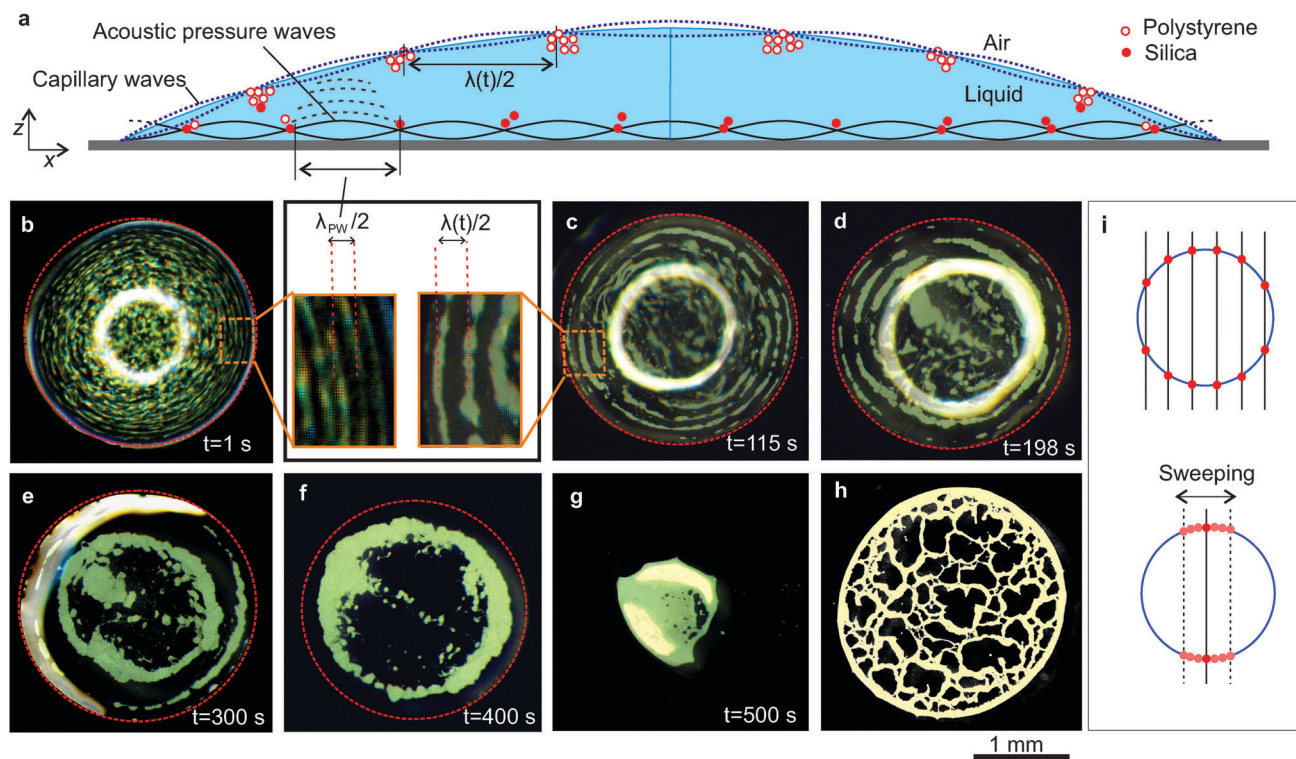 a
Acoustic pressure waves
Capillary waves
λ(t)/2
Air
Liquid
Polystyrene
Silica
z
x
b
t=1 s
λPW/2
λ(t)/2
c
t=115 s
d
t=198 s
i
Sweeping
e
t=300 s
f
t=400 s
g
t=500 s
h
1 mm